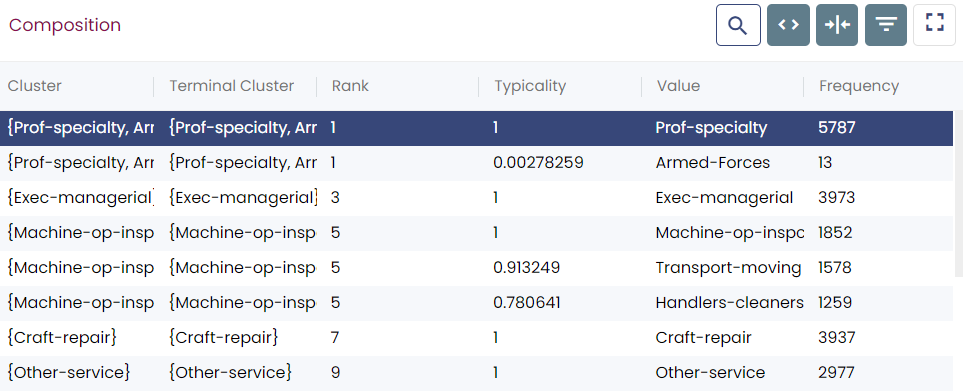 Composition
Cluster Terminal Cluster Rank Typicality Value Frequency
{Prof-specialty, Arr {Prof-specialty, Arr 1 1 Prof-specialty 5787
{Prof-specialty, Arr {Prof-specialty, Arr 1 0.00278259 Armed-Forces 13
{Exec-managerial} {Exec-managerial} 3 1 Exec-managerial 3973
{Machine-op-insp {Machine-op-insp 5 1 Machine-op-inspc 1852
{Machine-op-insp {Machine-op-insp 5 0.913249 Transport-moving 1578
{Machine-op-insp {Machine-op-insp 5 0.780641 Handlers-cleaners 1259
{Craft-repair} {Craft-repair} 7 1 Craft-repair 3937
{Other-service} {Other-service} 9 1 Other-service 2977